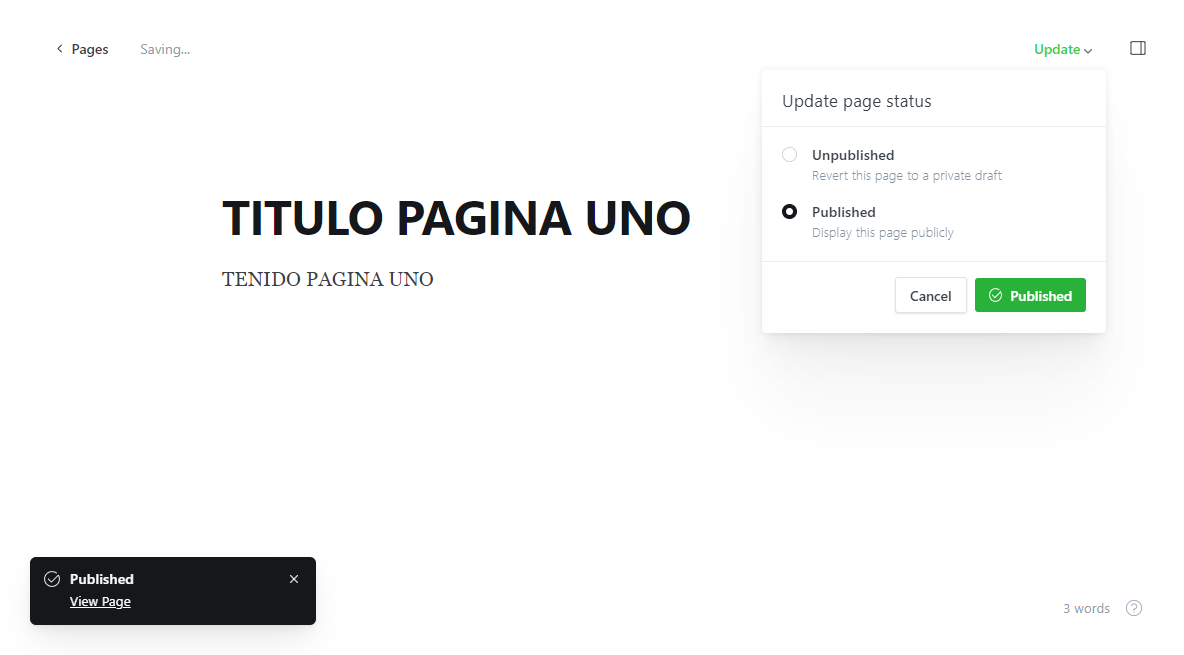 Pages
Saving...
Update
Update page status
Unpublished
Revert this page to a private draft
Published
Display this page publicly
Cancel
Published
TITULO PAGINA UNO
TENIDO PAGINA UNO
Published
View Page
3 words
?